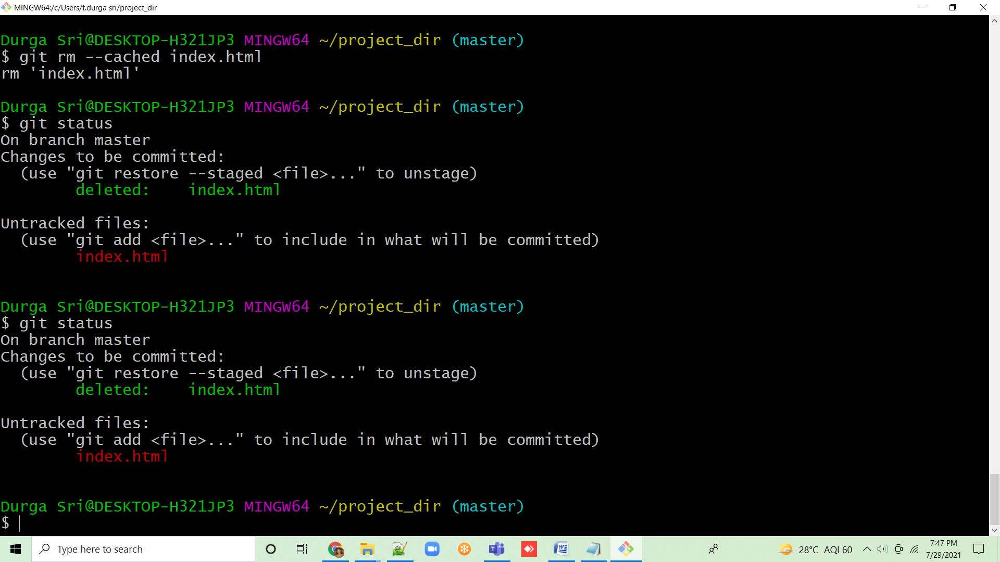 MINGW64:/c/Users/t.durga sri/project_dir
Durga Sri@DESKTOP-H321JP3 MINGW64 ~/project_dir (master)
$ git rm --cached index.html
rm 'index.html'
Durga Sri@DESKTOP-H321JP3 MINGW64 ~/project_dir (master)
$ git status
On branch master
Changes to be committed:
  (use "git restore --staged <file>..." to unstage)
        deleted:    index.html
Untracked files:
  (use "git add <file>..." to include in what will be committed)
        index.html
Durga Sri@DESKTOP-H321JP3 MINGW64 ~/project_dir (master)
$ git status
On branch master
Changes to be committed:
  (use "git restore --staged <file>..." to unstage)
        deleted:    index.html
Untracked files:
  (use "git add <file>..." to include in what will be committed)
        index.html
Durga Sri@DESKTOP-H321JP3 MINGW64 ~/project_dir (master)
$
Type here to search
28°C AQI 60
7:47 PM
7/29/2021